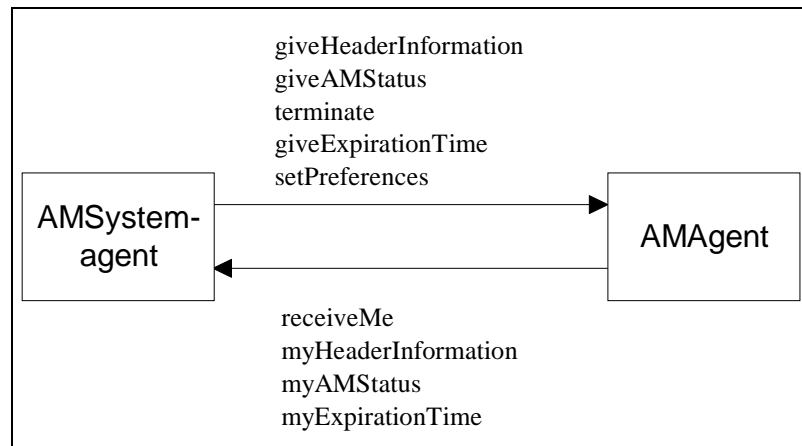 giveHeaderInformation
giveAMStatus
terminate
giveExpirationTime
setPreferences
AMSystem-
agent
AMAgent
receiveMe
myHeaderInformation
myAMStatus
myExpirationTime